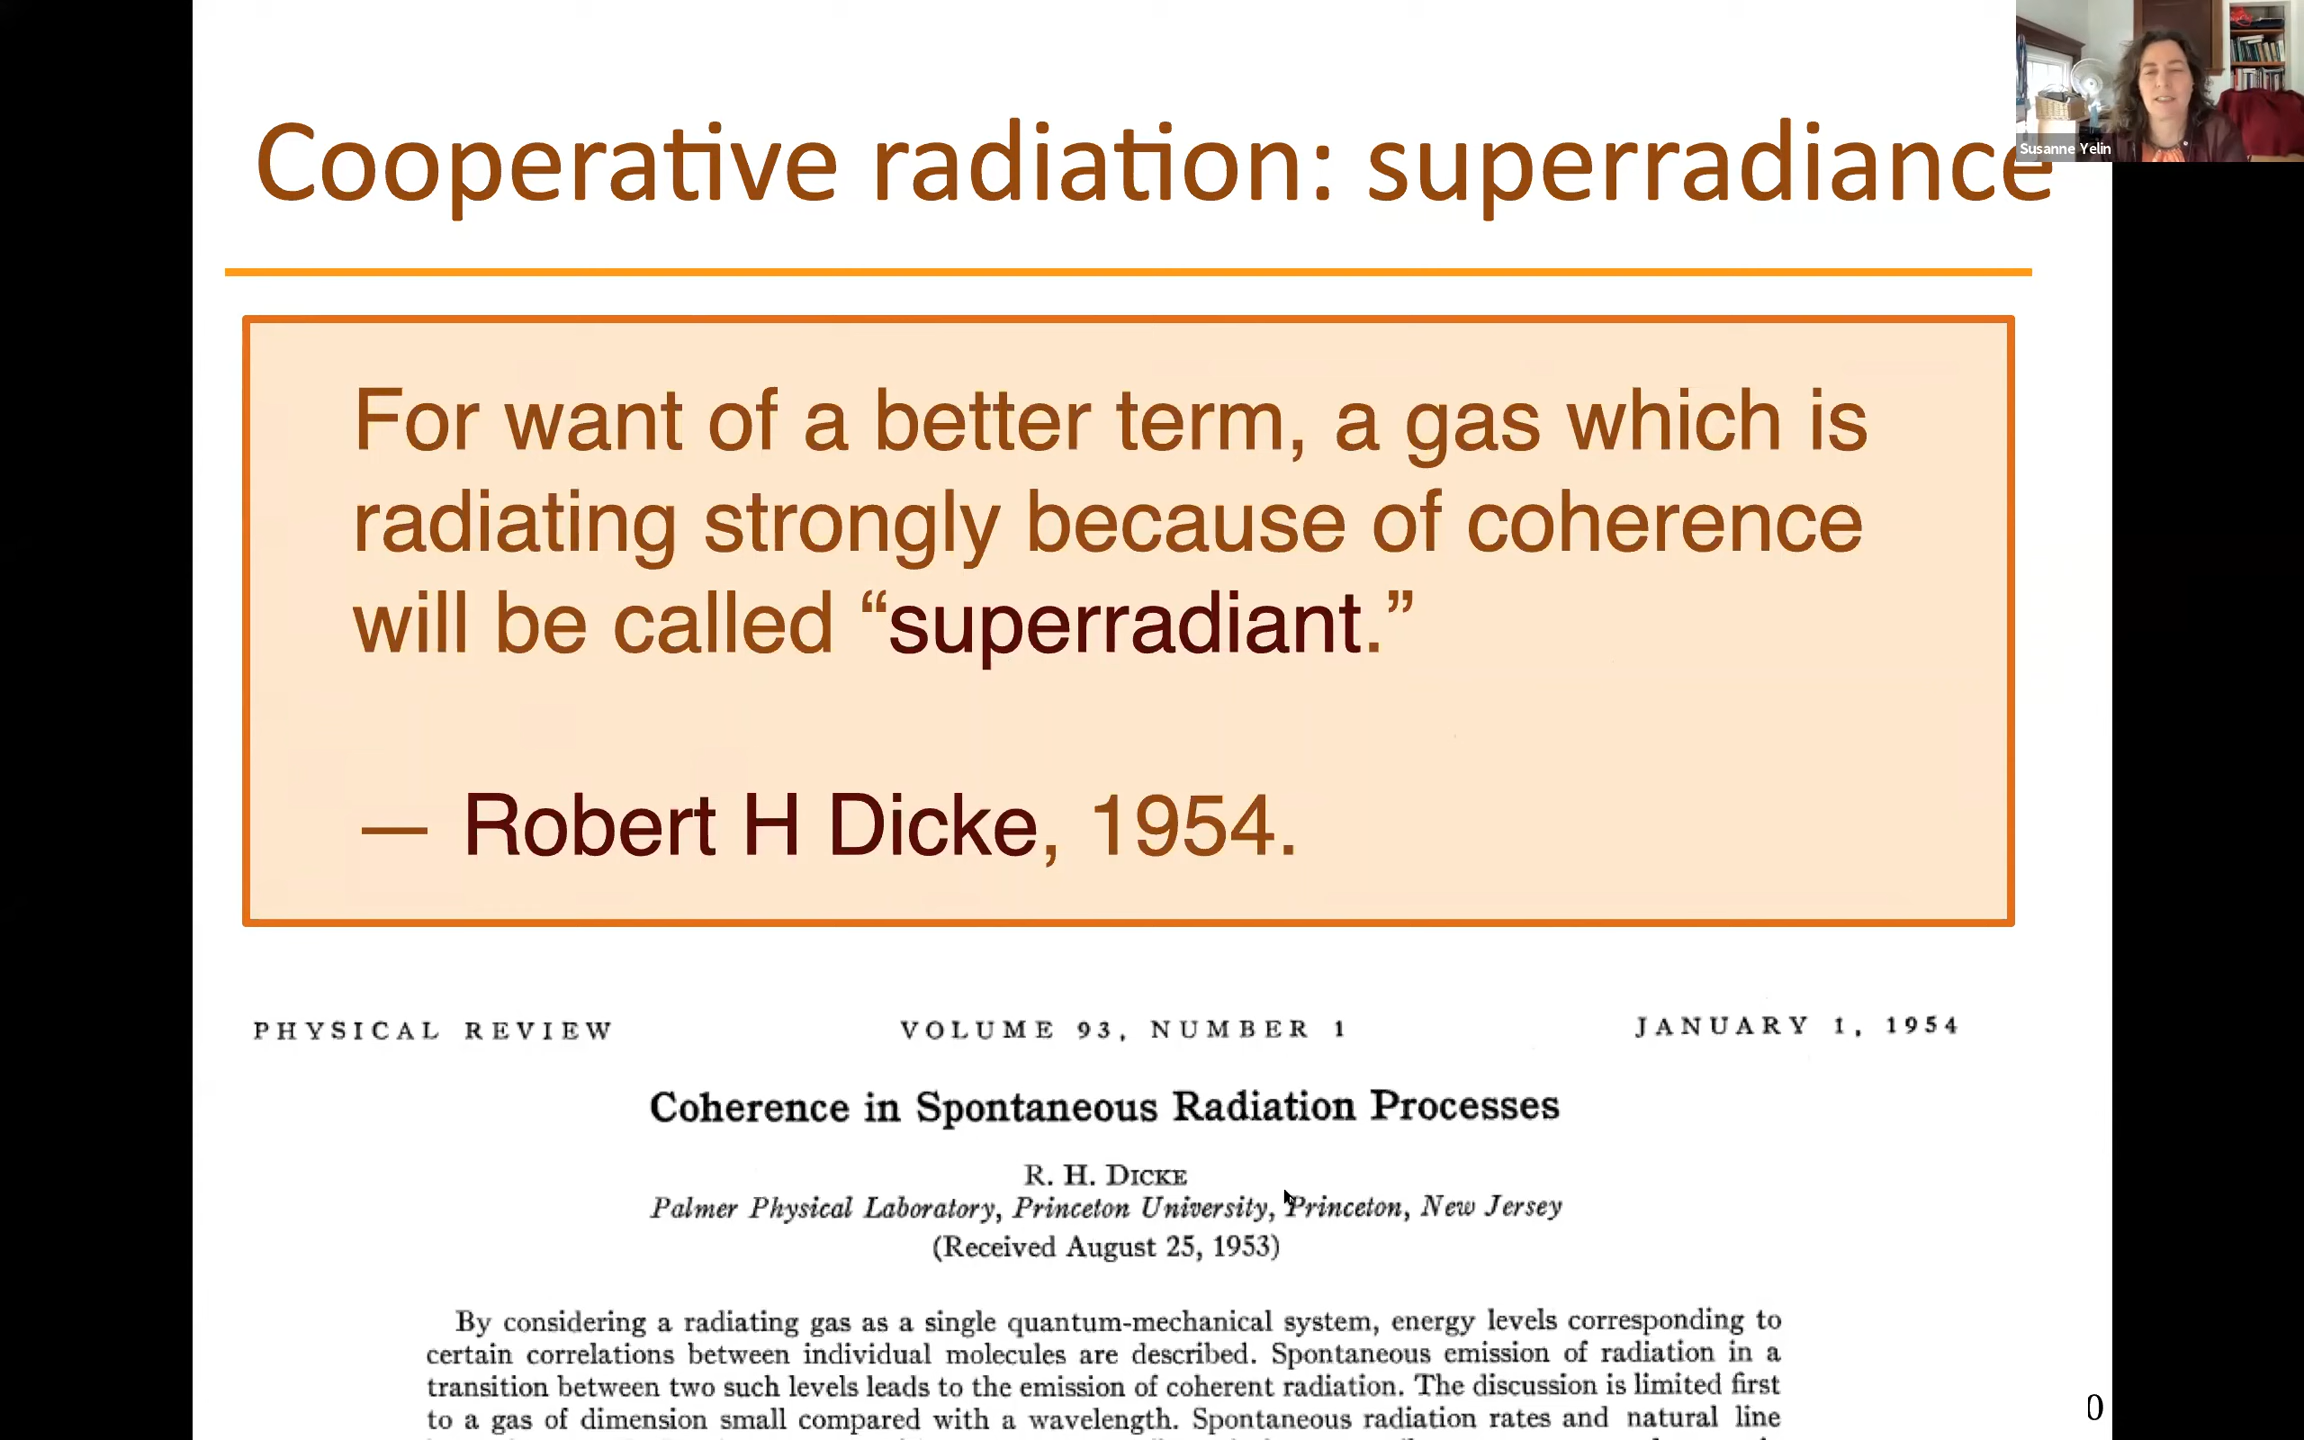 Cooperative radiation: superradiance
Susanne Yelin
For want of a better term, a gas which is
radiating strongly because of coherence
will be called “superradiant.”
— Robert H Dicke, 1954.
PHYSICAL REVIEW VOLUME 93, NUMBER 1 JANUARY 1, 1954
Coherence in Spontaneous Radiation Processes
R. H. DICKE
Palmer Physical Laboratory, Princeton University, Princeton, New Jersey
(Received August 25, 1953)
By considering a radiating gas as a single quantum-mechanical system, energy levels corresponding to
certain correlations between individual molecules are described. Spontaneous emission of radiation in a
transition between two such levels leads to the emission of coherent radiation. The discussion is limited first
to a gas of dimension small compared with a wavelength. Spontaneous radiation rates and natural line
0